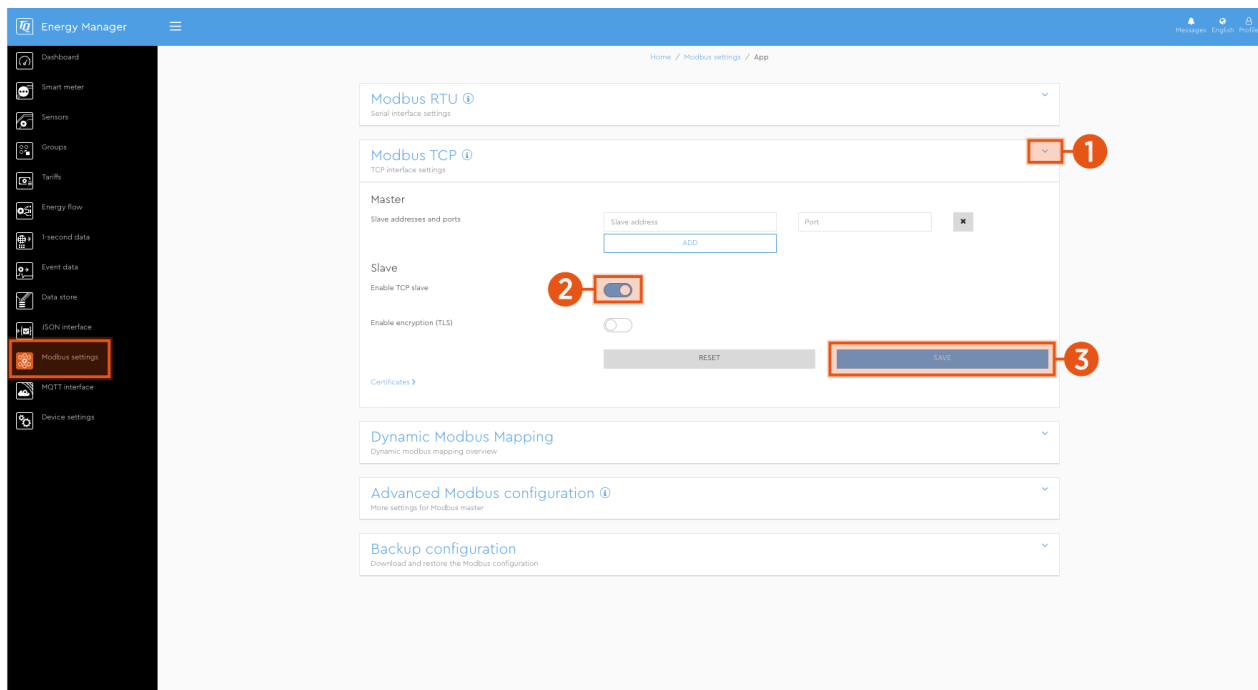 TQ Energy Manager
Messages English Profile
Dashboard
Smart meter
Sensors
Groups
Tariffs
Energy flow
1-second data
Event data
Data store
JSON interface
Modbus settings
MQTT interface
Device settings
Home / Modbus settings / App
Modbus RTU
Serial interface settings
Modbus TCP
1
TCP interface settings
Master
Slave addresses and ports Slave address Port
ADD
Slave
Enable TCP slave 2
Enable encryption (TLS)
RESET SAVE 3
Certificates
Dynamic Modbus Mapping
Dynamic modbus mapping overview
Advanced Modbus configuration
More settings for Modbus master
Backup configuration
Download and restore the Modbus configuration